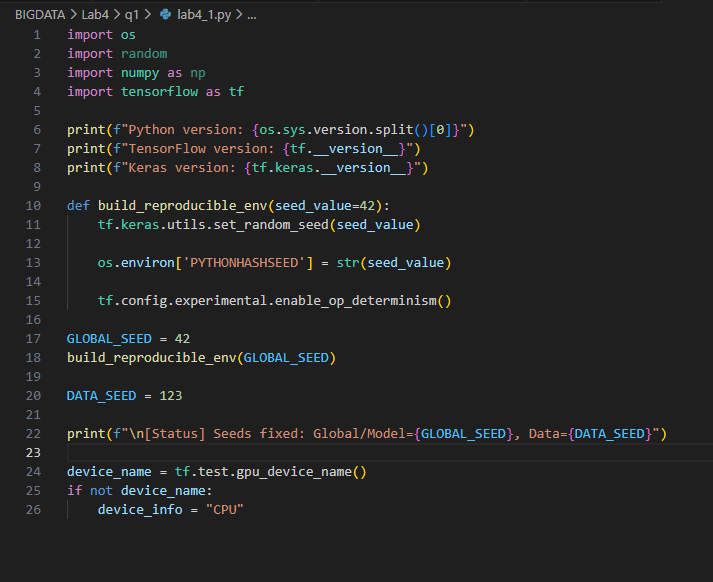 BIGDATA > Lab4 > q1 > lab4_1.py > ...
1 import os
2 import random
3 import numpy as np
4 import tensorflow as tf
5
6 print(f"Python version: {os.sys.version.split()[0]}")
7 print(f"TensorFlow version: {tf.__version__}")
8 print(f"Keras version: {tf.keras.__version__}")
9
10 def build_reproducible_env(seed_value=42):
11     tf.keras.utils.set_random_seed(seed_value)
12
13     os.environ['PYTHONHASHSEED'] = str(seed_value)
14
15     tf.config.experimental.enable_op_determinism()
16
17 GLOBAL_SEED = 42
18 build_reproducible_env(GLOBAL_SEED)
19
20 DATA_SEED = 123
21
22 print(f"\n[Status] Seeds fixed: Global/Model={GLOBAL_SEED}, Data={DATA_SEED}")
23
24 device_name = tf.test.gpu_device_name()
25 if not device_name:
26     device_info = "CPU"